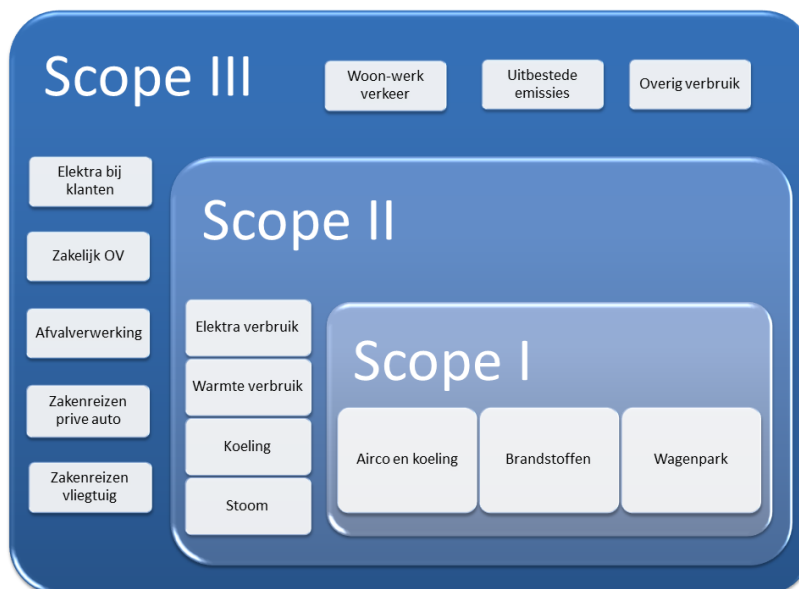 Scope III
Woon-werk
verkeer
Uitbestede
emissies
Overig verbruik
Elektra bij
klanten
Zakelijk OV
Afvalverwerking
Zakenreizen
prive auto
Zakenreizen
vliegtuig
Scope II
Elektra verbruik
Warmte verbruik
Koeling
Stoom
Scope I
Airco en koeling
Brandstoffen
Wagenpark